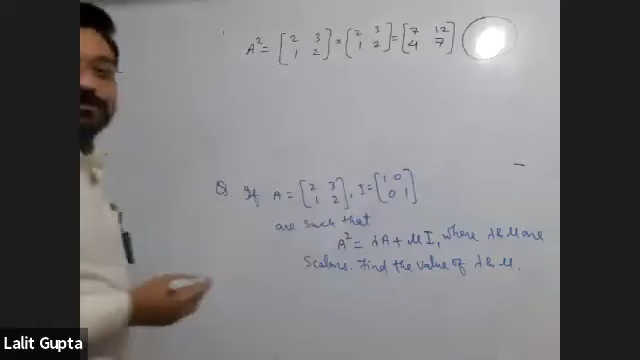 A² = [2 3 1 2] × [2 3 1 2] = [7 12 4 7]
Q If A = [2 3 1 2], I = [1 0 0 1]
are such that
A² = λA + μI, where λ & μ are
Scalars. Find the value of λ & μ.
Lalit Gupta